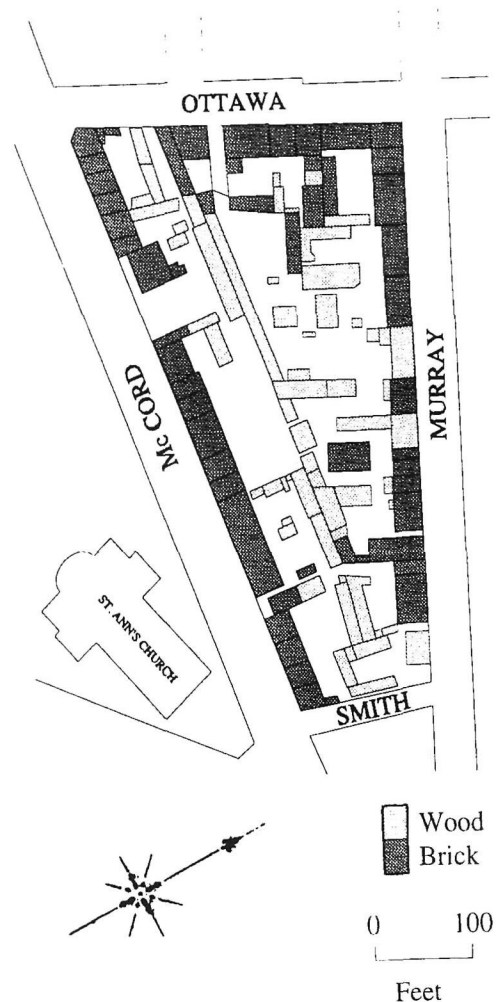 OTTAWA
McCORD
MURRAY
ST. ANN'S CHURCH
SMITH
Wood
Brick
0 100
Feet